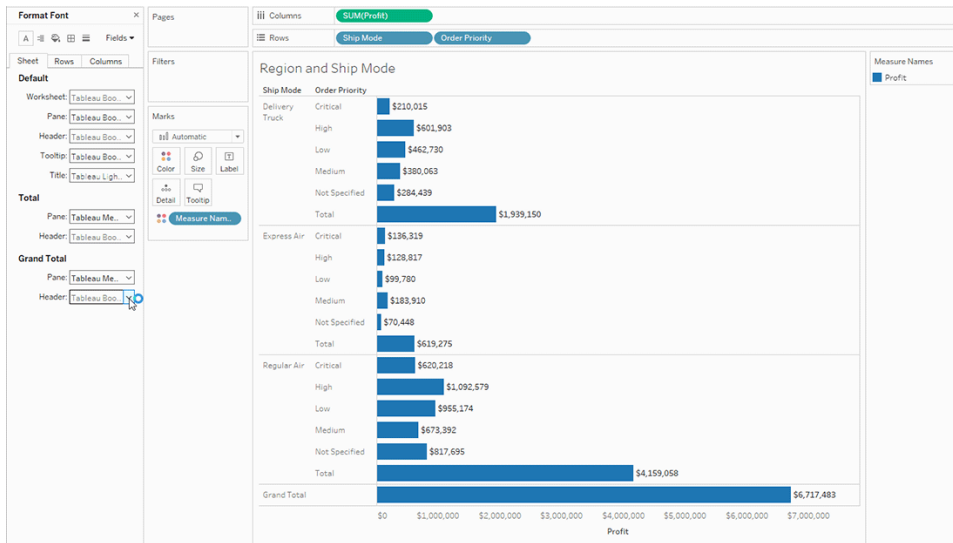 Format Font
Fields
Sheet Rows Columns
Default
Worksheet: Tableau Boo..
Pane: Tableau Boo..
Header: Tableau Boo..
Tooltip: Tableau Boo..
Title: Tableau Ligh..
Total
Pane: Tableau Me..
Header: Tableau Boo..
Grand Total
Pane: Tableau Me..
Header: Tableau Boo..
Pages
Filters
Marks
Automatic
Color Size Label
Detail Tooltip
Measure Nam..
Columns SUM(Profit)
Rows Ship Mode Order Priority
Region and Ship Mode
Ship Mode Order Priority
Delivery Truck Critical $210,015
High $601,903
Low $462,730
Medium $380,063
Not Specified $284,439
Total $1,939,150
Express Air Critical $136,319
High $128,817
Low $99,780
Medium $183,910
Not Specified $70,448
Total $619,275
Regular Air Critical $620,218
High $1,092,579
Low $955,174
Medium $673,392
Not Specified $817,695
Total $4,159,058
Grand Total $6,717,483
$0 $1,000,000 $2,000,000 $3,000,000 $4,000,000 $5,000,000 $6,000,000 $7,000,000
Profit
Measure Names
Profit